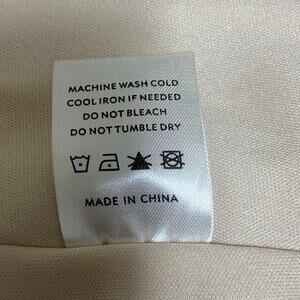 MACHINE WASH COLD
COOL IRON IF NEEDED
DO NOT BLEACH
DO NOT TUMBLE DRY
MADE IN CHINA